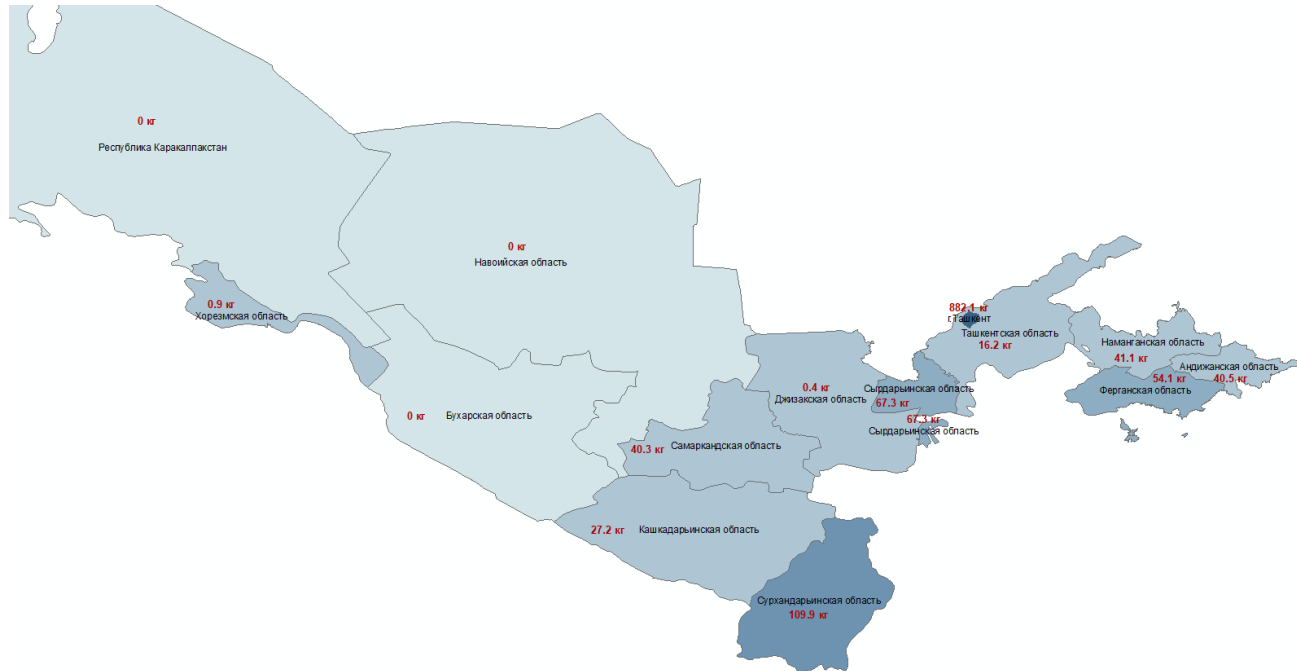 0 кг
Республика Каракалпакстан
0 кг
Навоийская область
0.9 кг
Хорезмская область
882.1 кг
г.Ташкент
Ташкентская область
16.2 кг
Наманганская область
41.1 кг
Андижанская область
54.1 кг
40.5 кг
Ферганская область
0.4 кг
Джизакская область
Сырдарьинская область
67.3 кг
67.3 кг
Сырдарьинская область
0 кг
Бухарская область
40.3 кг
Самаркандская область
27.2 кг
Кашкадарьинская область
Сурхандарьинская область
109.9 кг